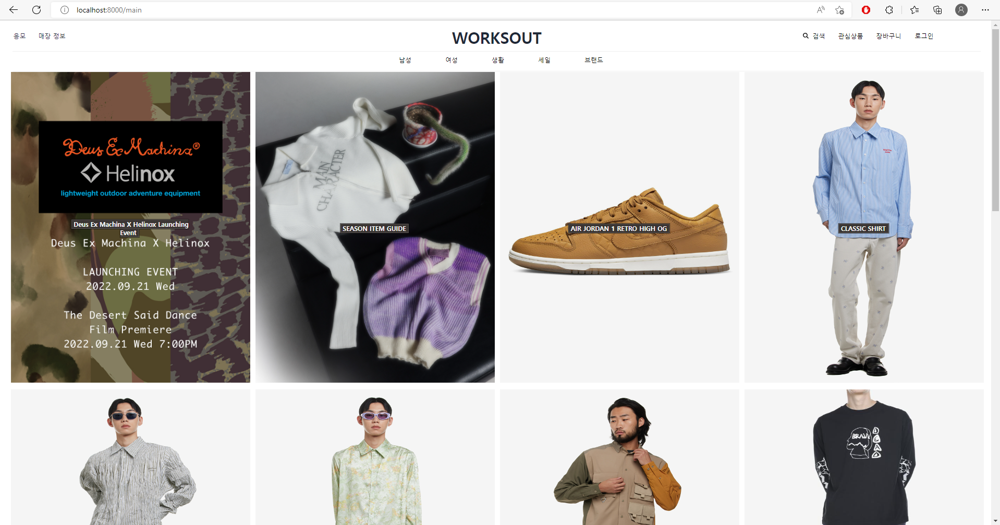 localhost:8000/main
응모 매장 정보
WORKSOUT
검색 관심상품 장바구니 로그인
남성 여성 생활 세일 브랜드
Deus Ex Machina®
Helinox
lightweight outdoor adventure equipment
Deus Ex Machina X Helinox Launching
Event
Deus Ex Machina X Helinox
LAUNCHING EVENT
2022.09.21 Wed
The Desert Said Dance
Film Premiere
2022.09.21 Wed 7:00PM
MAIN
CHARACTER
SEASON ITEM GUIDE
AIR JORDAN 1 RETRO HIGH OG
CLASSIC SHIRT
BRAIN
DEAD